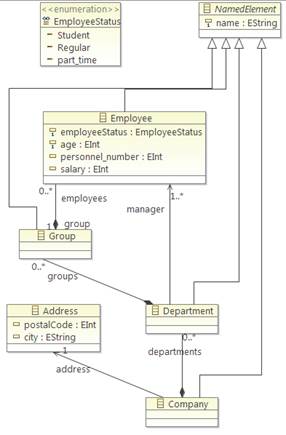 <<enumeration>>
EmployeeStatus
Student
Regular
part_time
NamedElement
name : EString
Employee
employeeStatus : EmployeeStatus
age : EInt
personnel_number : EInt
salary : EInt
0..*
employees
1..*
manager
1
group
Group
0..*
groups
Address
postalCode : EInt
city : EString
Department
1
0..*
departments
address
Company